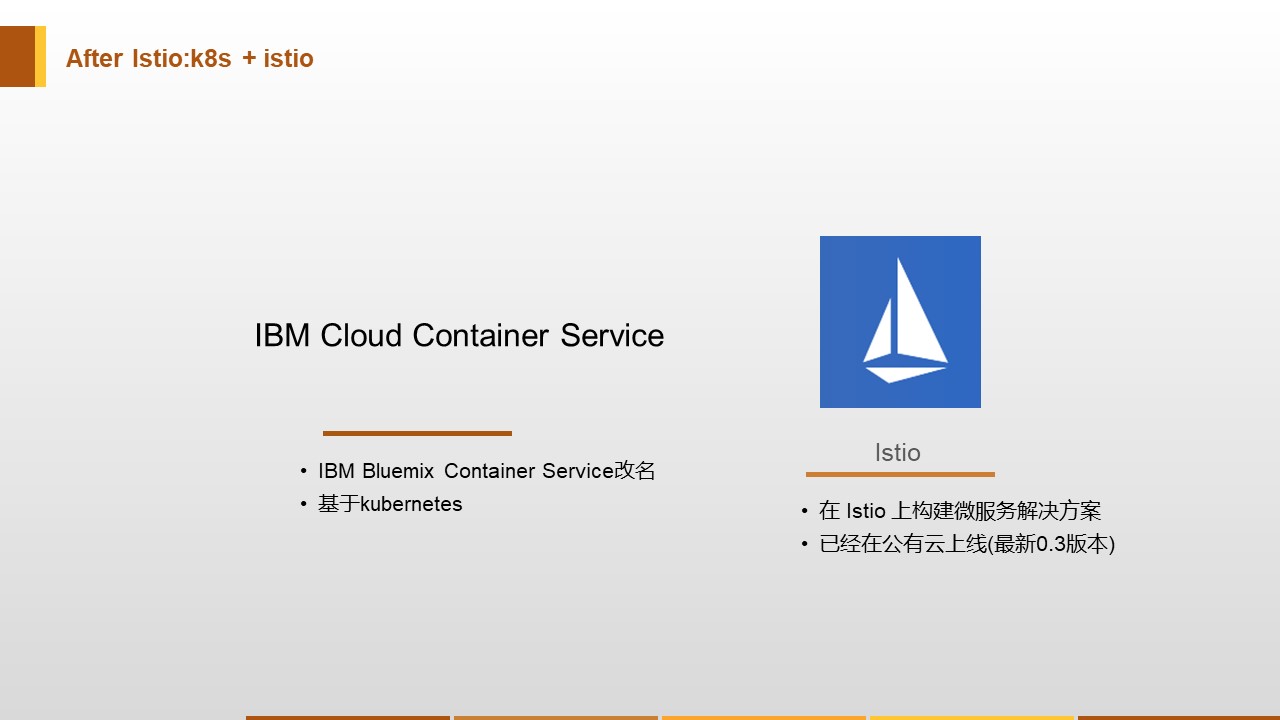 After Istio:k8s + istio
IBM Cloud Container Service
• IBM Bluemix Container Service改名
• 基于kubernetes
Istio
• 在 Istio 上构建微服务解决方案
• 已经在公有云上线(最新0.3版本)